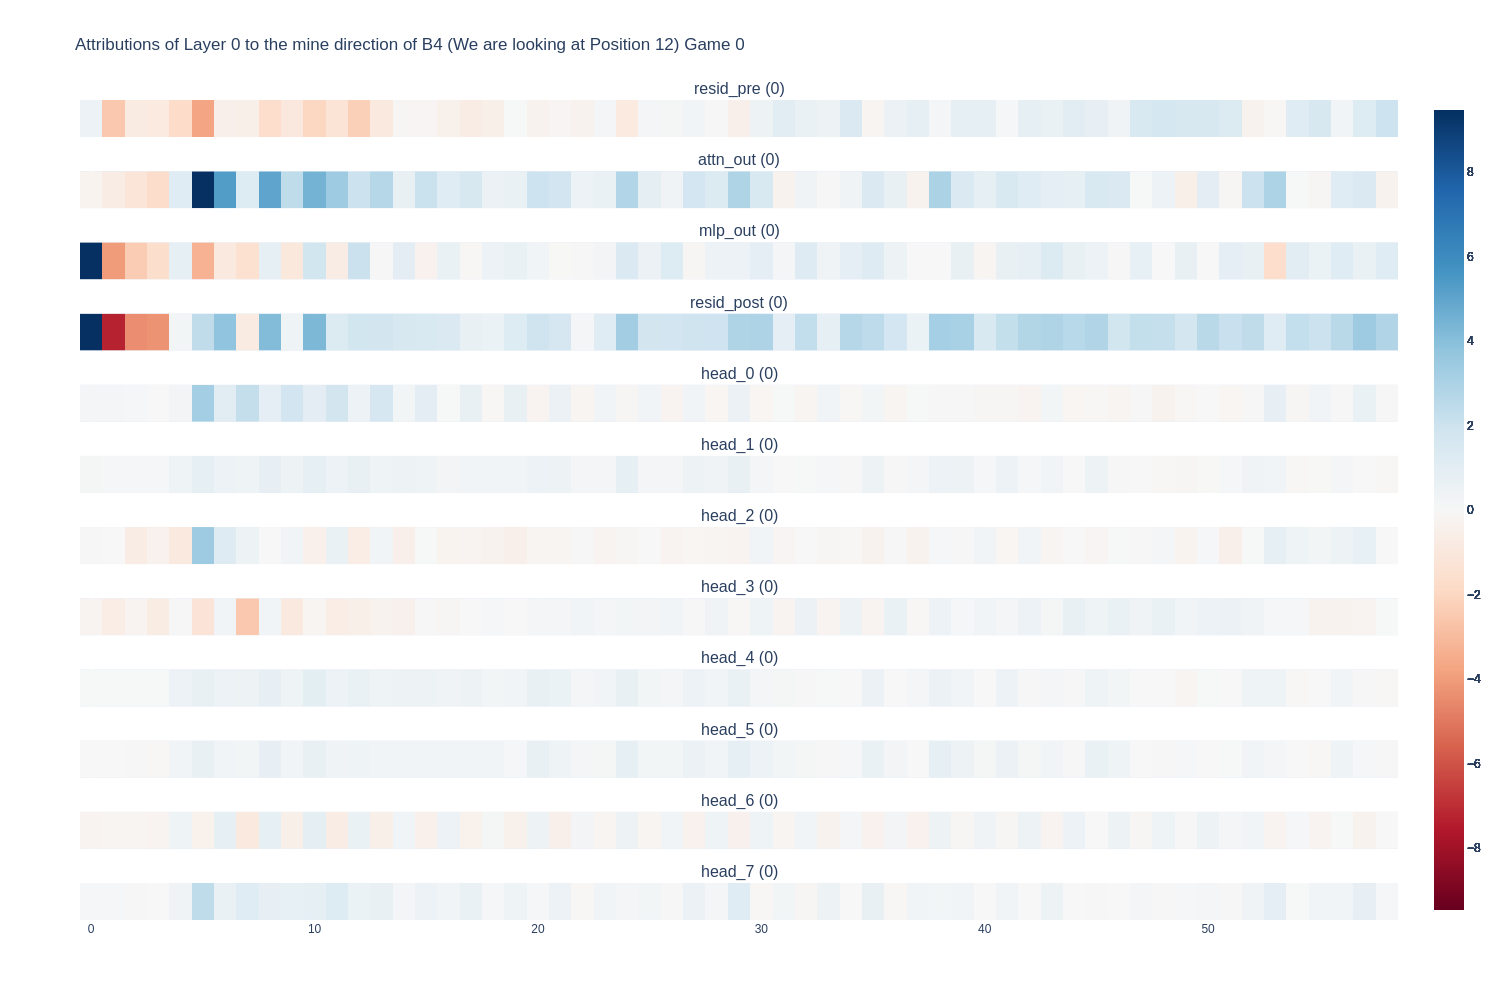 Attributions of Layer 0 to the mine direction of B4 (We are looking at Position 12) Game 0
resid_pre (0)
attn_out (0)
mlp_out (0)
resid_post (0)
head_0 (0)
head_1 (0)
head_2 (0)
head_3 (0)
head_4 (0)
head_5 (0)
head_6 (0)
head_7 (0)
0 10 20 30 40 50
8
6
4
2
0
−2
−4
−6
−8